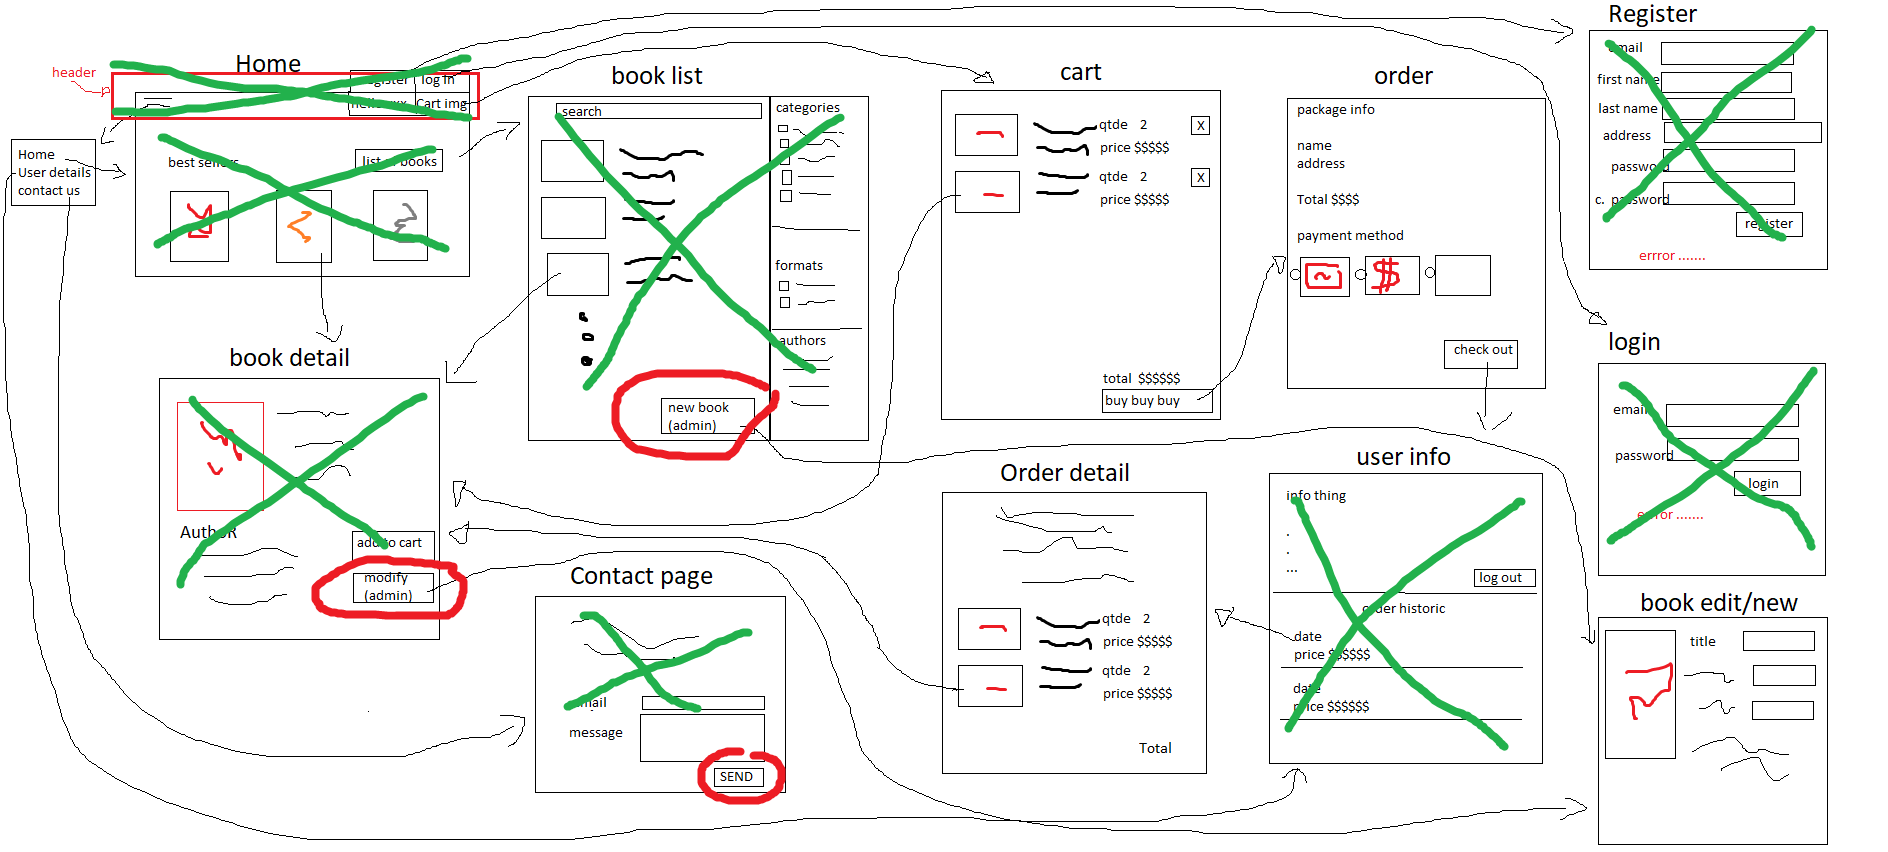 header
Home
register
log in
hello xxx
Cart img
Home
User details
contact us
best sellers
list of books
book list
search
categories
formats
authors
new book
(admin)
cart
qtde 2
X
price $$$$$
qtde 2
X
price $$$$$
total $$$$$$
buy buy buy
order
package info
name
address
Total $$$$
payment method
$
check out
Register
email
first name
last name
address
password
c. password
register
errror .......
login
email
password
login
errror .......
book detail
AuthoR
add to cart
modify
(admin)
Contact page
email
message
SEND
Order detail
qtde 2
price $$$$$
qtde 2
price $$$$$
Total
user info
info thing
.
.
...
log out
order historic
date
price $$$$$$
date
price $$$$$$
book edit/new
title